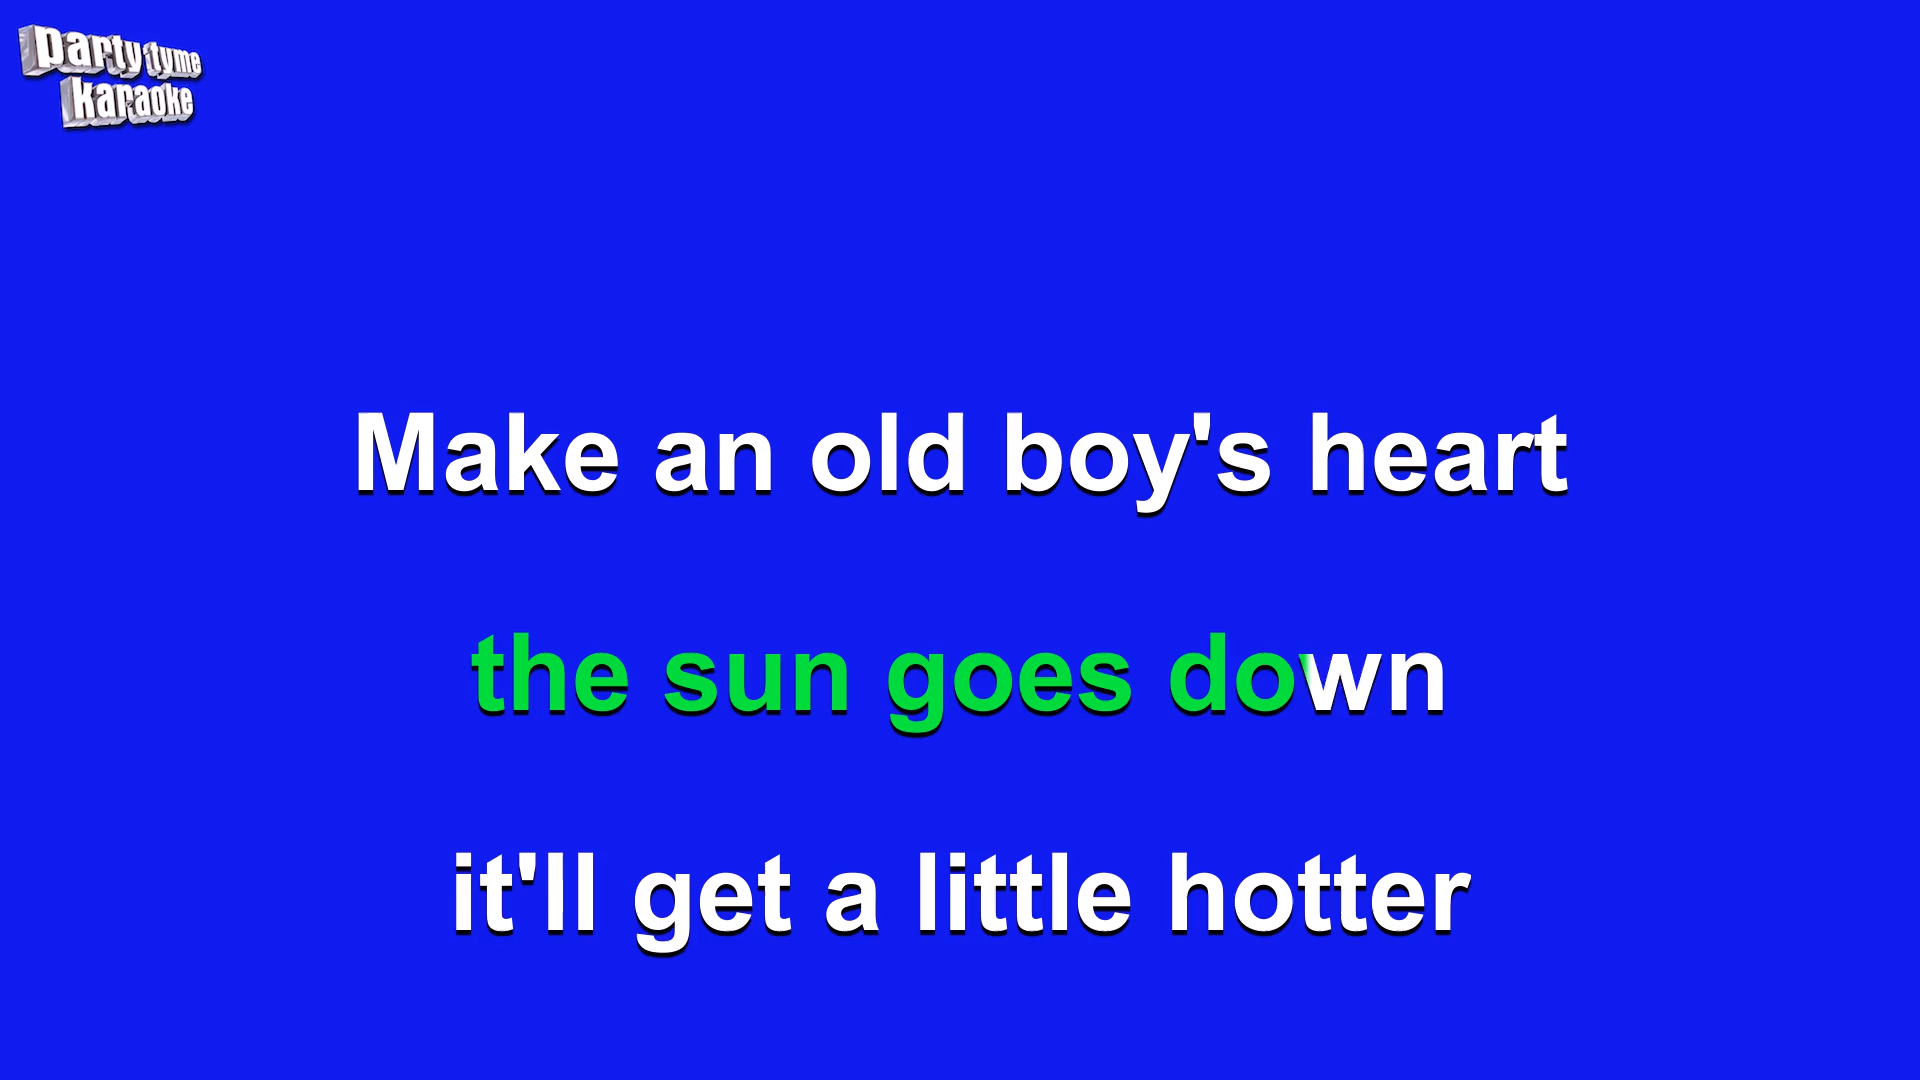 party tyme
karaoke
Make an old boy's heart
the sun goes down
it'll get a little hotter